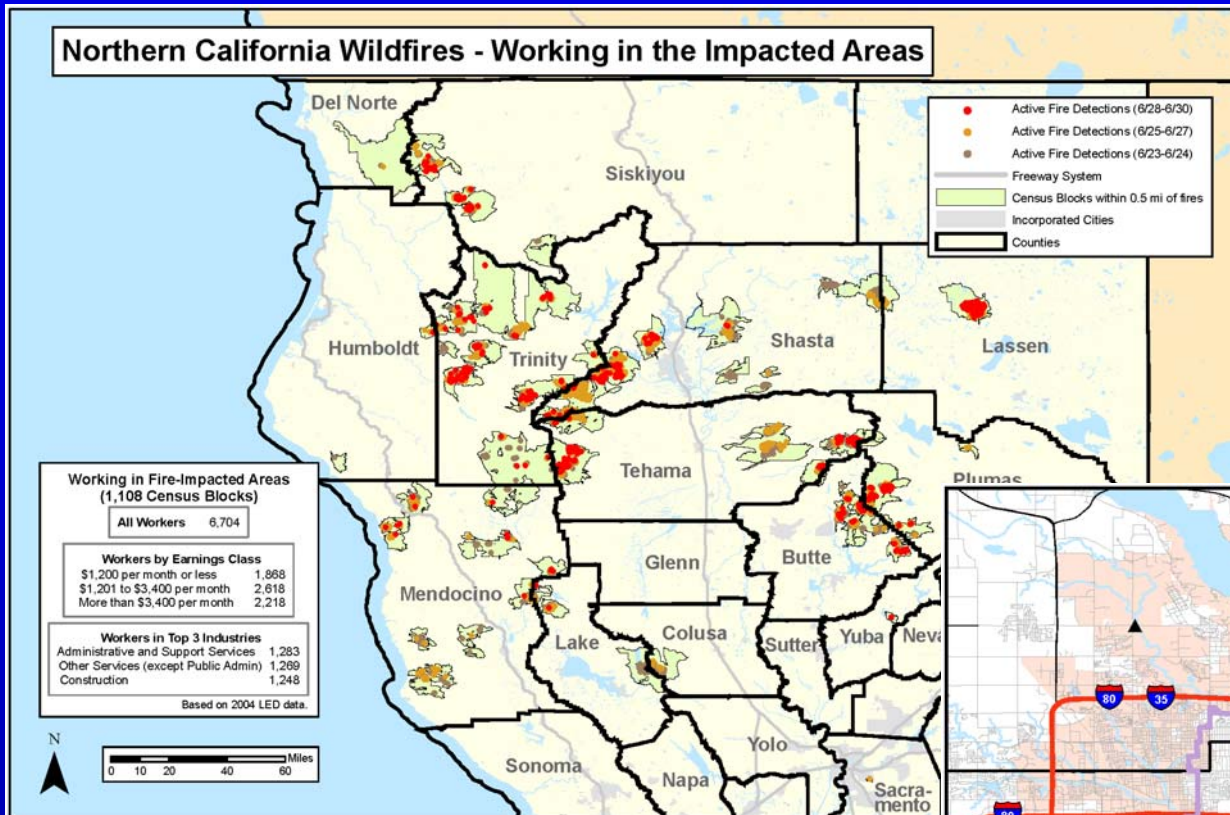 Northern California Wildfires - Working in the Impacted Areas
Del Norte
Active Fire Detections (6/28-6/30)
Active Fire Detections (6/25-6/27)
Active Fire Detections (6/23-6/24)
Freeway System
Census Blocks within 0.5 mi of fires
Incorporated Cities
Counties
Siskiyou
Humboldt
Trinity
Shasta
Lassen
Tehama
Plumas
Working in Fire-Impacted Areas
(1,108 Census Blocks)
All Workers 6,704
Workers by Earnings Class
$1,200 per month or less 1,868
$1,201 to $3,400 per month 2,618
More than $3,400 per month 2,218
Workers in Top 3 Industries
Administrative and Support Services 1,283
Other Services (except Public Admin) 1,269
Construction 1,248
Based on 2004 LED data.
Glenn
Butte
Mendocino
Lake
Colusa
Sutter
Yuba
Neva
80
35
N
Miles
0 10 20 40 60
Sonoma
Napa
Yolo
Sacra-
mento
80